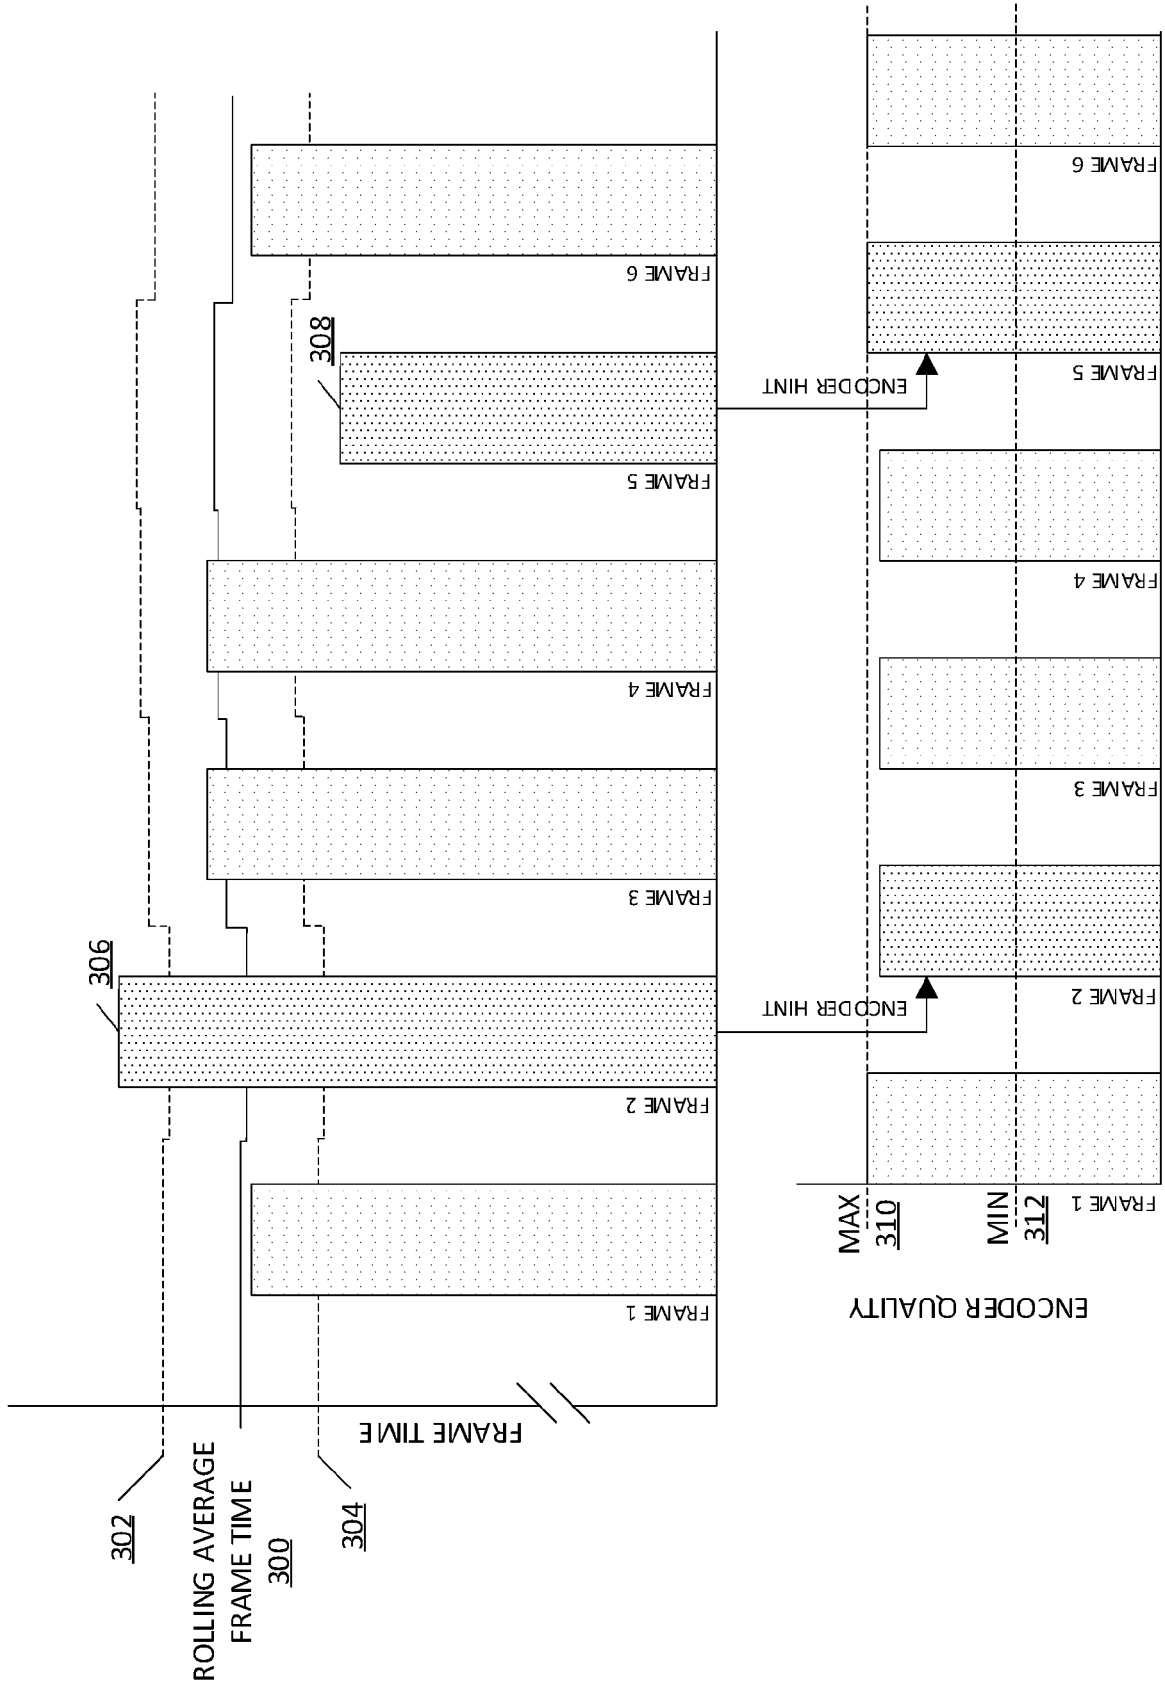 302
ROLLING AVERAGE
FRAME TIME
300
304
FRAME TIME
306
308
FRAME 1
FRAME 2
FRAME 3
FRAME 4
FRAME 5
FRAME 6
ENCODER HINT
ENCODER HINT
ENCODER QUALITY
MAX
310
MIN
312
FRAME 1
FRAME 2
FRAME 3
FRAME 4
FRAME 5
FRAME 6